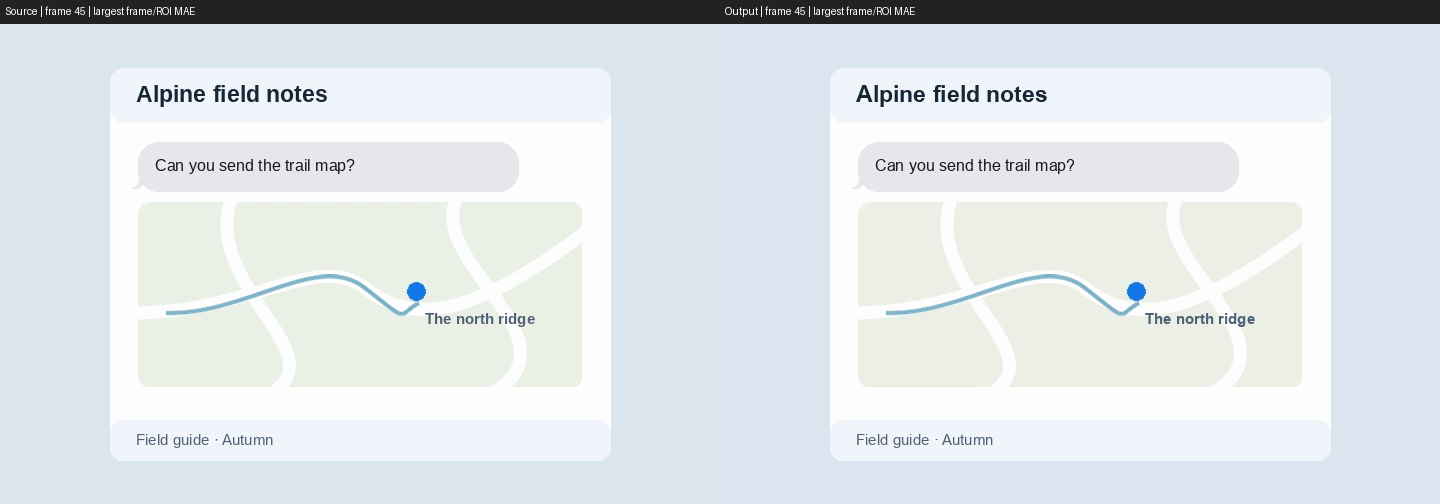 Source | frame 45 | largest frame/ROI MAE
Output | frame 45 | largest frame/ROI MAE
Alpine field notes
Can you send the trail map?
The north ridge
Field guide · Autumn
Alpine field notes
Can you send the trail map?
The north ridge
Field guide · Autumn